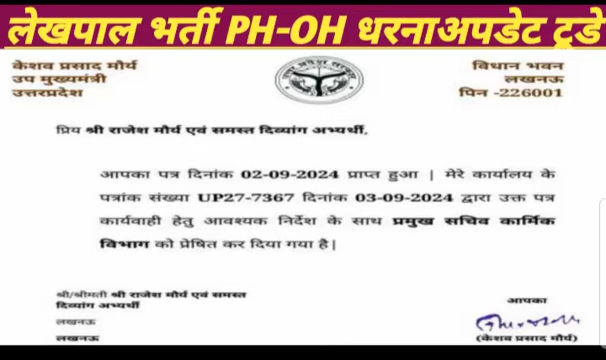 लेखपाल भर्ती PH-OH धरनाअपडेट टूडे
केशव प्रसाद मौर्य
उप मुख्यमंत्री
उत्तरप्रदेश
विधान भवन
लखनऊ
पिन -226001
प्रिय श्री राजेश मौर्य एवं समस्त दिव्यांग अभ्यर्थी,
आपका पत्र दिनांक 02-09-2024 प्राप्त हुआ | मेरे कार्यालय के
पत्रांक संख्या UP27-7367 दिनांक 03-09-2024 द्वारा उक्त पत्र
कार्यवाही हेतु आवश्यक निर्देश के साथ प्रमुख सचिव कार्मिक
विभाग को प्रेषित कर दिया गया है|
श्री/श्रीमती श्री राजेश मौर्य एवं समस्त
दिव्यांग अभ्यर्थी
लखनऊ
लखनऊ
आपका
(केशव प्रसाद मौर्य)